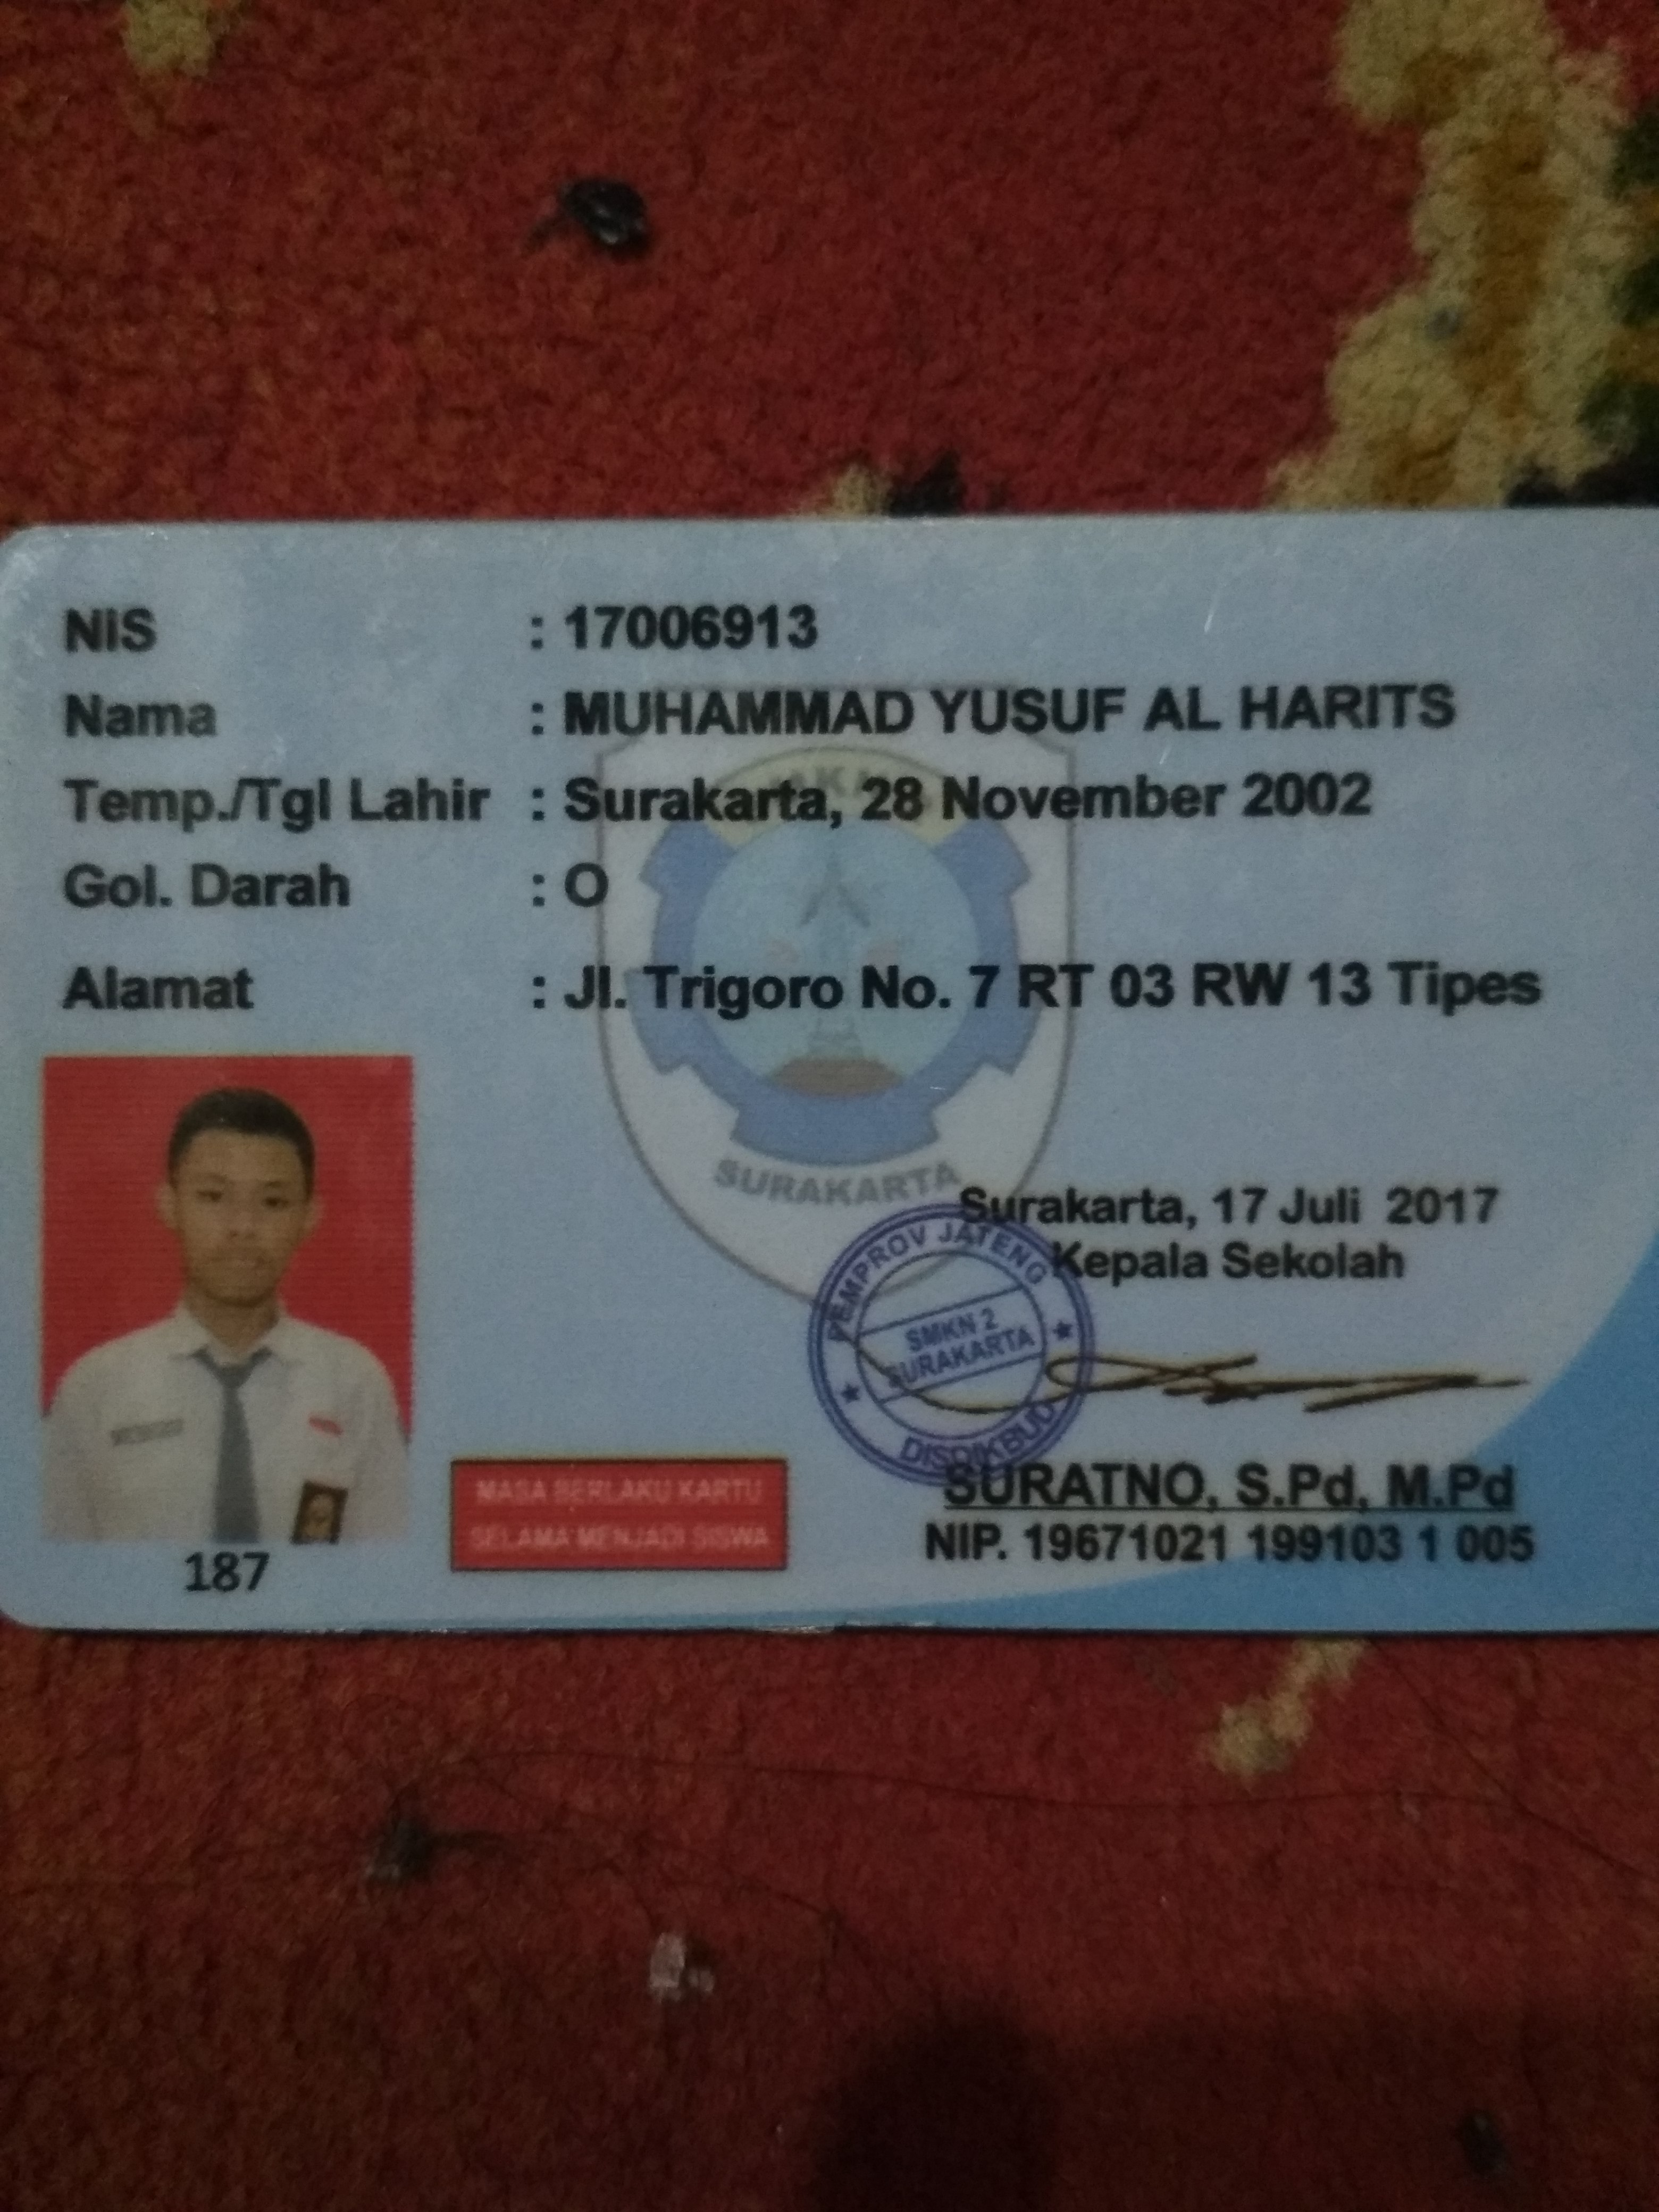 NIS : 17006913
Nama : MUHAMMAD YUSUF AL HARITS
Temp./Tgl Lahir : Surakarta, 28 November 2002
Gol. Darah : O
Alamat : Jl. Trigoro No. 7 RT 03 RW 13 Tipes
SURAKARTA
Surakarta, 17 Juli 2017
Kepala Sekolah
PEMPROV JATENG
SMKN 2
SURAKARTA
DISDIKBUD
MASA BERLAKU KARTU
SELAMA MENJADI SISWA
SURATNO, S.Pd, M.Pd
NIP. 19671021 199103 1 005
187